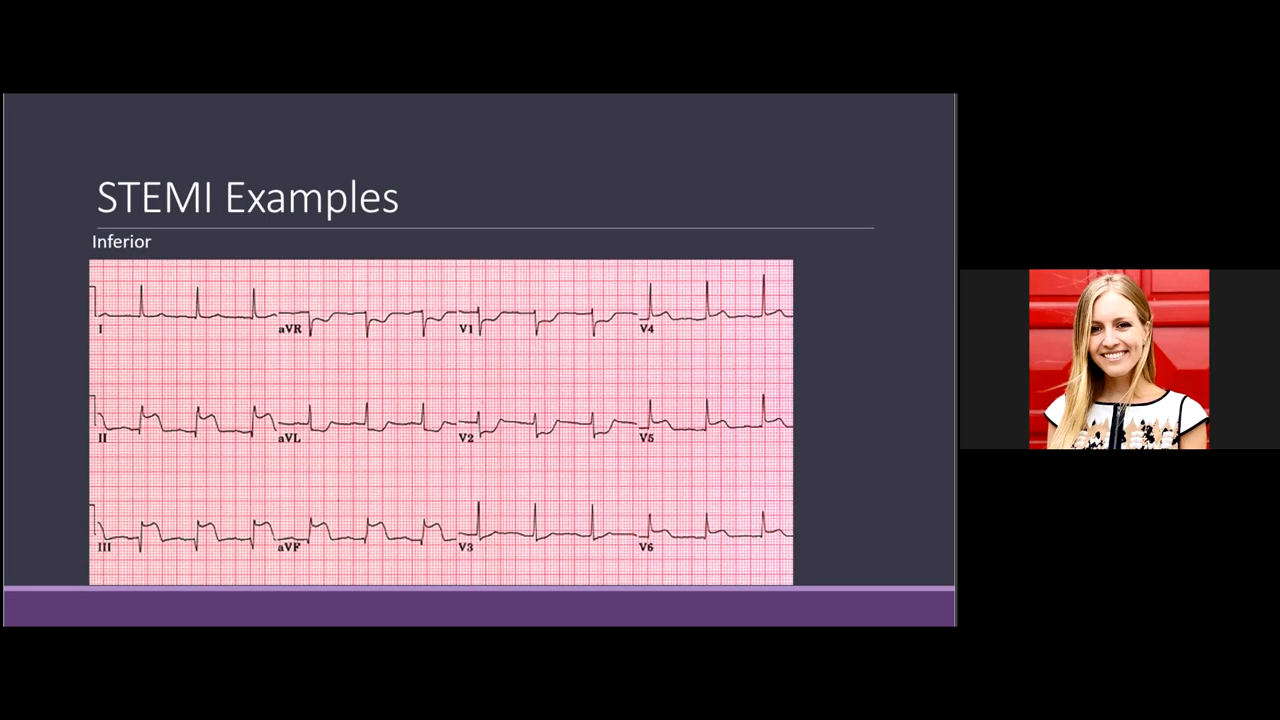 STEMI Examples
Inferior
I aVR V1 V4
II aVL V2 V5
III aVF V3 V6